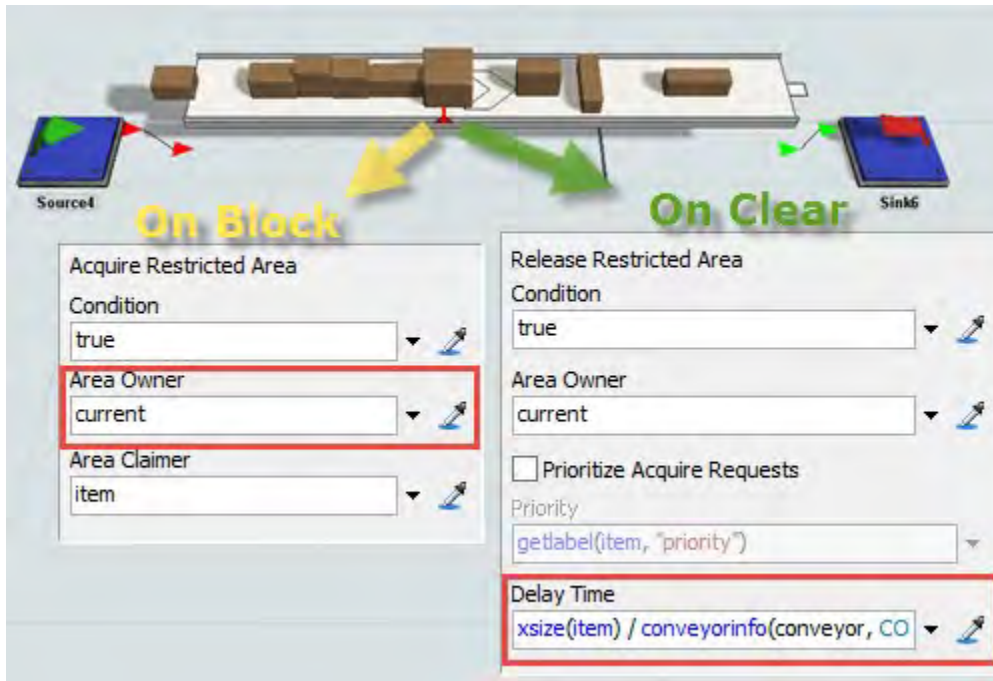 Source4
Sink6
On Block
On Clear
Acquire Restricted Area
Condition
true
Area Owner
current
Area Claimer
item
Release Restricted Area
Condition
true
Area Owner
current
Prioritize Acquire Requests
Priority
getlabel(item, "priority")
Delay Time
xsize(item) / conveyorinfo(conveyor, CO